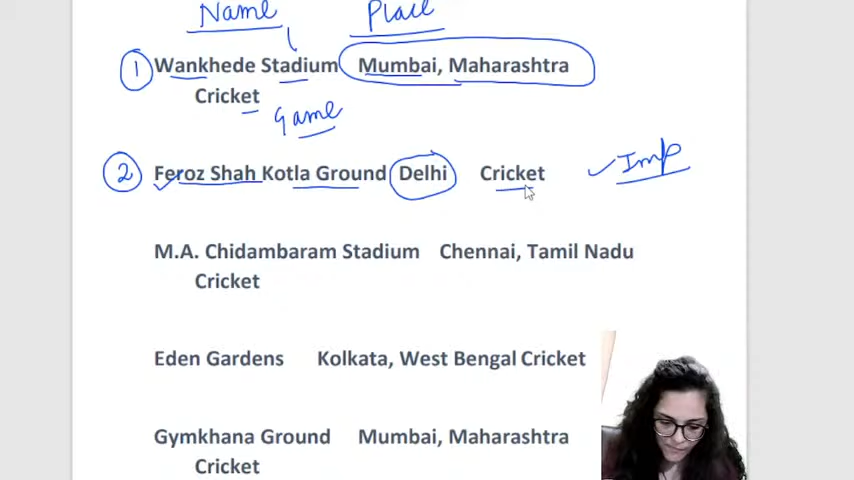 Name Place
1 Wankhede Stadium Mumbai, Maharashtra
Cricket
Game
2 Feroz Shah Kotla Ground Delhi Cricket Imp
M.A. Chidambaram Stadium Chennai, Tamil Nadu
Cricket
Eden Gardens Kolkata, West Bengal Cricket
Gymkhana Ground Mumbai, Maharashtra
Cricket